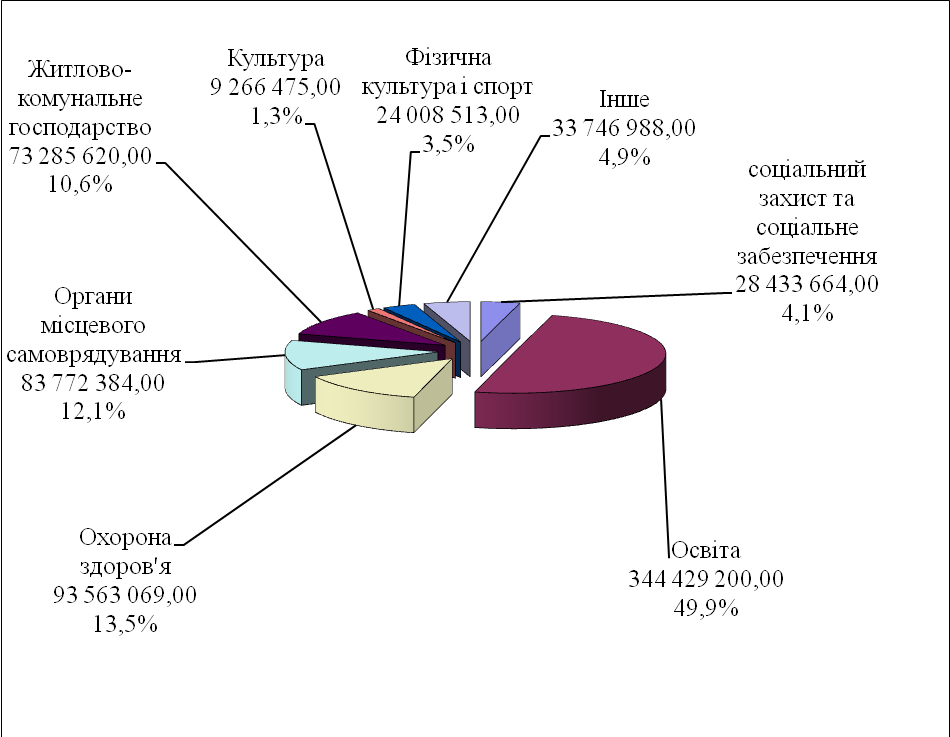 Житлово-
комунальне
господарство
73 285 620,00
10,6%
Культура
9 266 475,00
1,3%
Фізична
культура і спорт
24 008 513,00
3,5%
Інше
33 746 988,00
4,9%
соціальний
захист та
соціальне
забезпечення
28 433 664,00
4,1%
Органи
місцевого
самоврядування
83 772 384,00
12,1%
Охорона
здоров'я
93 563 069,00
13,5%
Освіта
344 429 200,00
49,9%